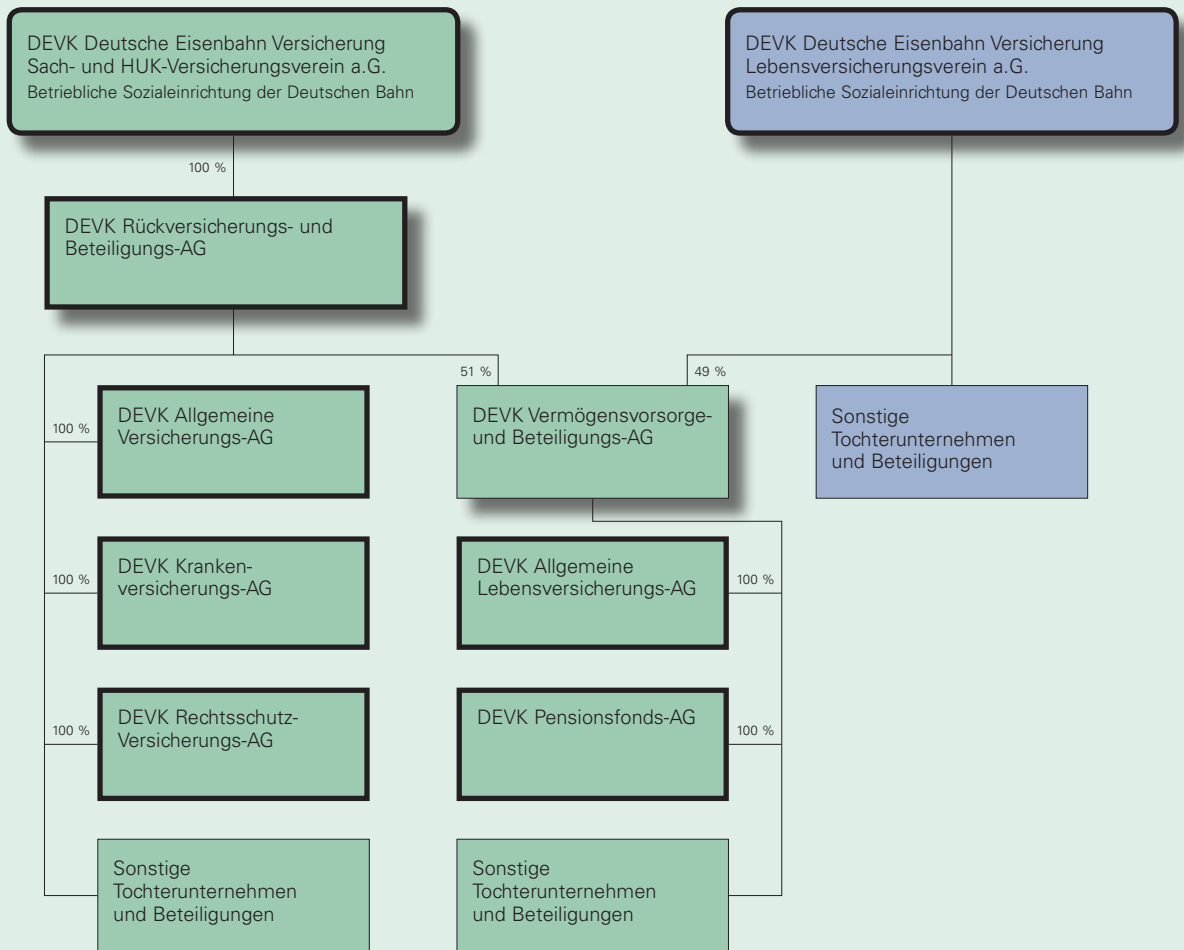 DEVK Deutsche Eisenbahn Versicherung
Sach- und HUK-Versicherungsverein a.G.
Betriebliche Sozialeinrichtung der Deutschen Bahn
DEVK Deutsche Eisenbahn Versicherung
Lebensversicherungsverein a.G.
Betriebliche Sozialeinrichtung der Deutschen Bahn
100 %
DEVK Rückversicherungs- und
Beteiligungs-AG
51 %
49 %
100 %
DEVK Allgemeine
Versicherungs-AG
DEVK Vermögensvorsorge-
und Beteiligungs-AG
Sonstige
Tochterunternehmen
und Beteiligungen
100 %
DEVK Kranken-
versicherungs-AG
DEVK Allgemeine
Lebensversicherungs-AG
100 %
100 %
DEVK Rechtsschutz-
Versicherungs-AG
DEVK Pensionsfonds-AG
100 %
Sonstige
Tochterunternehmen
und Beteiligungen
Sonstige
Tochterunternehmen
und Beteiligungen